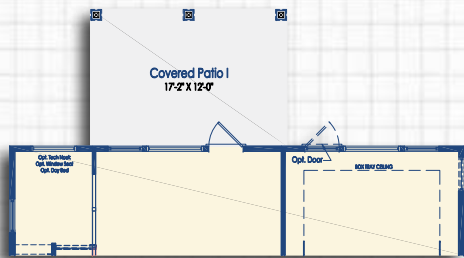 Covered Patio I
17'-2" X 12'-0"
Opt. Tech Nook
Opt. Window Seat
Opt. Day Bed
Opt. Door
BOX TRAY CEILING